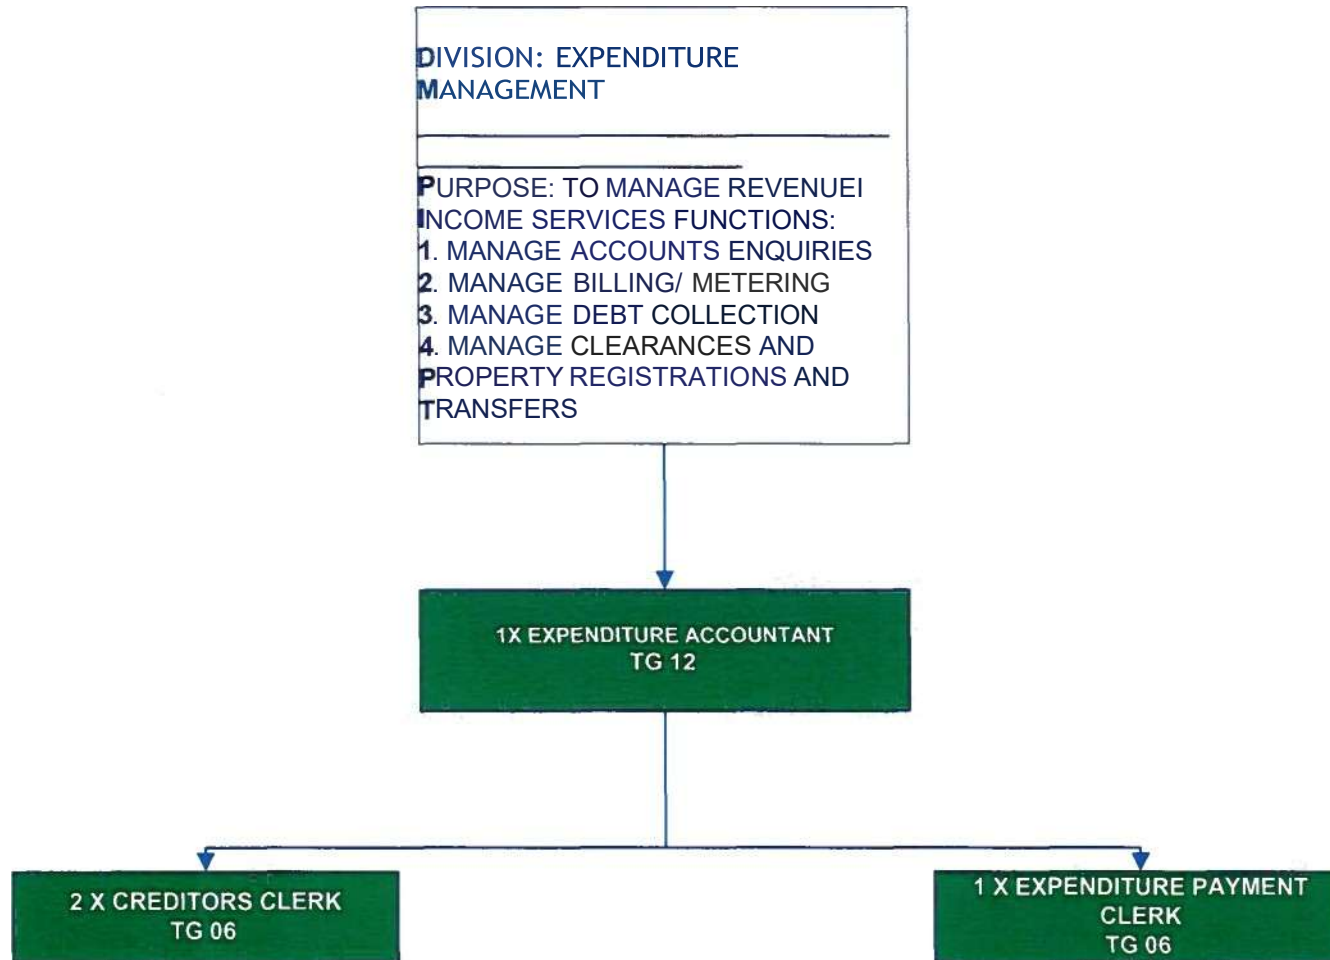 DIVISION: EXPENDITURE
MANAGEMENT
PURPOSE: TO MANAGE REVENUEI
INCOME SERVICES FUNCTIONS:
1. MANAGE ACCOUNTS ENQUIRIES
2. MANAGE BILLING/ METERING
3. MANAGE DEBT COLLECTION
4. MANAGE CLEARANCES AND
PROPERTY REGISTRATIONS AND
TRANSFERS
1X EXPENDITURE ACCOUNTANT
TG 12
2 X CREDITORS CLERK
TG 06
1 X EXPENDITURE PAYMENT
CLERK
TG 06